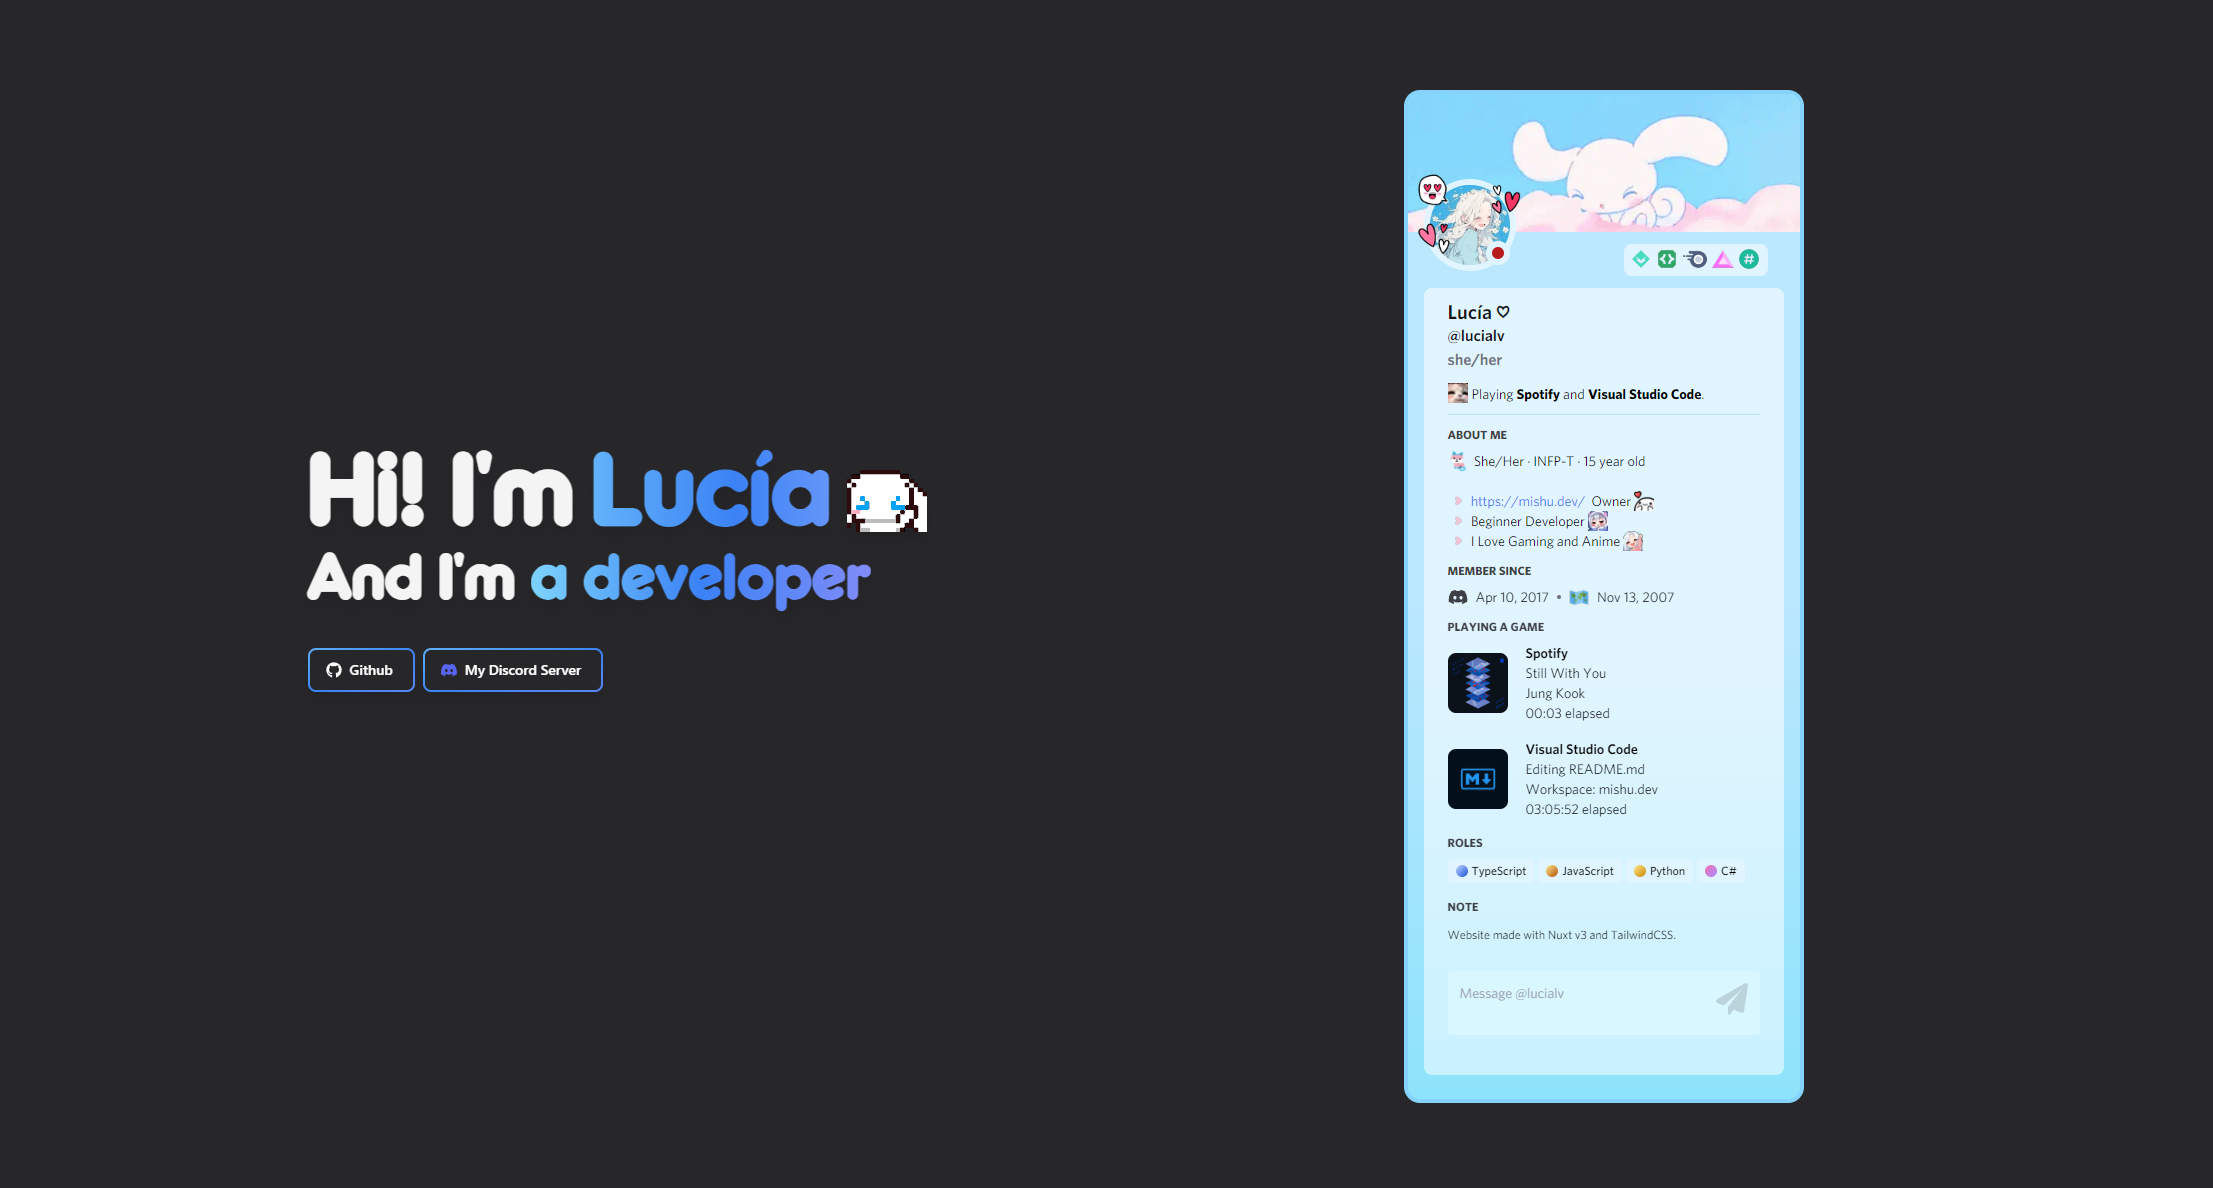 Hi! I'm Lucía
And I'm a developer
Github
My Discord Server
Lucía ♡
@lucialv
she/her
Playing Spotify and Visual Studio Code.
ABOUT ME
She/Her · INFP-T · 15 year old
https://mishu.dev/ Owner
Beginner Developer
I Love Gaming and Anime
MEMBER SINCE
Apr 10, 2017 • Nov 13, 2007
PLAYING A GAME
Spotify
Still With You
Jung Kook
00:03 elapsed
Visual Studio Code
Editing README.md
Workspace: mishu.dev
03:05:52 elapsed
ROLES
TypeScript JavaScript Python C#
NOTE
Website made with Nuxt v3 and TailwindCSS.
Message @lucialv